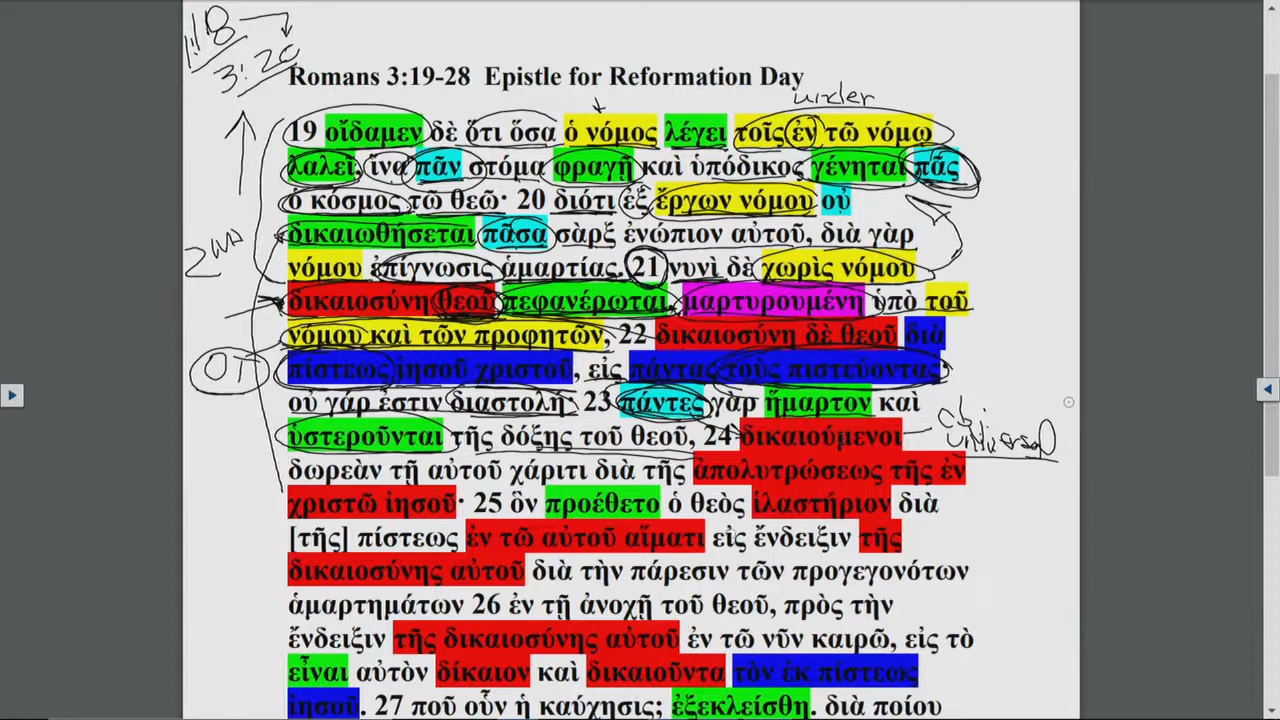 1:18
3:20
Romans 3:19-28 Epistle for Reformation Day
under
19 οἴδαμεν δὲ ὅτι ὅσα ὁ νόμος λέγει τοῖς ἐν τῶ νόμω
λαλεῖ, ἵνα πᾶν στόμα φραγῇ καὶ ὑπόδικος γένηται πᾶς
ὁ κόσμος τῶ θεῶ· 20 διότι ἐξ ἔργων νόμου οὐ
δικαιωθήσεται πᾶσα σὰρξ ἐνώπιον αὐτοῦ, διὰ γὰρ
νόμου ἐπίγνωσις ἁμαρτίας. 21 νυνὶ δὲ χωρὶς νόμου
δικαιοσύνη θεοῦ πεφανέρωται, μαρτυρουμένη ὑπὸ τοῦ
νόμου καὶ τῶν προφητῶν, 22 δικαιοσύνη δὲ θεοῦ διὰ
OT
πίστεως ἰησοῦ χριστοῦ, εἰς πάντας τοὺς πιστεύοντας·
οὐ γάρ ἐστιν διαστολή· 23 πάντες γὰρ ἥμαρτον καὶ
ὑστεροῦνται τῆς δόξης τοῦ θεοῦ, 24 δικαιούμενοι
obj
universal
δωρεὰν τῇ αὐτοῦ χάριτι διὰ τῆς ἀπολυτρώσεως τῆς ἐν
χριστῶ ἰησοῦ· 25 ὃν προέθετο ὁ θεὸς ἱλαστήριον διὰ
[τῆς] πίστεως ἐν τῶ αὐτοῦ αἵματι εἰς ἔνδειξιν τῆς
δικαιοσύνης αὐτοῦ διὰ τὴν πάρεσιν τῶν προγεγονότων
ἁμαρτημάτων 26 ἐν τῇ ἀνοχῇ τοῦ θεοῦ, πρὸς τὴν
ἔνδειξιν τῆς δικαιοσύνης αὐτοῦ ἐν τῶ νῦν καιρῶ, εἰς τὸ
εἶναι αὐτὸν δίκαιον καὶ δικαιοῦντα τὸν ἐκ πίστεως
ἰησοῦ. 27 ποῦ οὖν ἡ καύχησις; ἐξεκλείσθη. διὰ ποίου